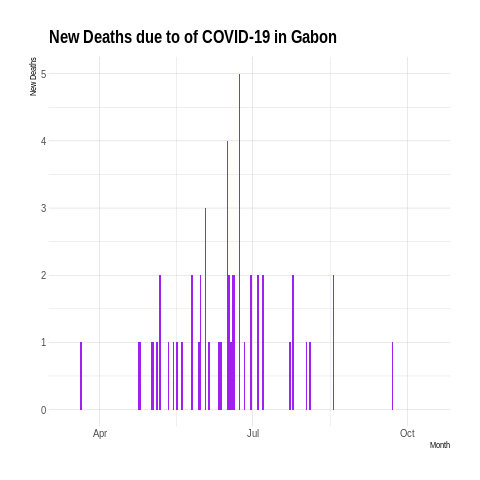 New Deaths due to of COVID-19 in Gabon
New Deaths
5
4
3
2
1
0
Apr
Jul
Oct
Month